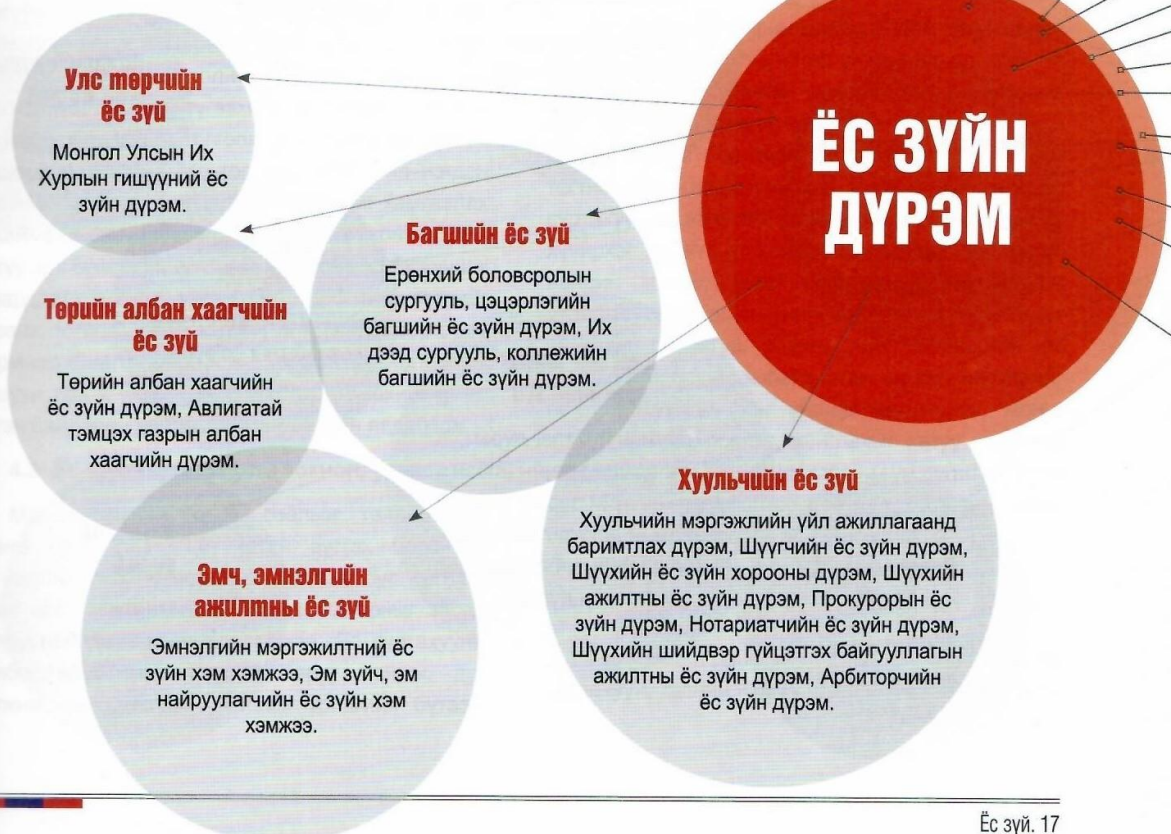 ЁС ЗҮЙН
ДҮРЭМ
Улс төрчийн
ёс зүй
Монгол Улсын Их
Хурлын гишүүний ёс
зүйн дүрэм.
Багшийн ёс зүй
Ерөнхий боловсролын
сургууль, цэцэрлэгийн
багшийн ёс зүйн дүрэм, Их
дээд сургууль, коллежийн
багшийн ёс зүйн дүрэм.
Төрийн албан хаагчийн
ёс зүй
Төрийн албан хаагчийн
ёс зүйн дүрэм, Авлигатай
тэмцэх газрын албан
хаагчийн дүрэм.
Хуульчийн ёс зүй
Хуульчийн мэргэжлийн үйл ажиллагаанд
баримтлах дүрэм, Шүүгчийн ёс зүйн дүрэм,
Шүүхийн ёс зүйн хорооны дүрэм, Шүүхийн
ажилтны ёс зүйн дүрэм, Прокурорын ёс
зүйн дүрэм, Нотариатчийн ёс зүйн дүрэм,
Шүүхийн шийдвэр гүйцэтгэх байгууллагын
ажилтны ёс зүйн дүрэм, Арбиторчийн
ёс зүйн дүрэм.
Эмч, эмнэлгийн
ажилтны ёс зүй
Эмнэлгийн мэргэжилтний ёс
зүйн хэм хэмжээ, Эм зүйч, эм
найруулагчийн ёс зүйн хэм
хэмжээ.
Ёс зүй. 17